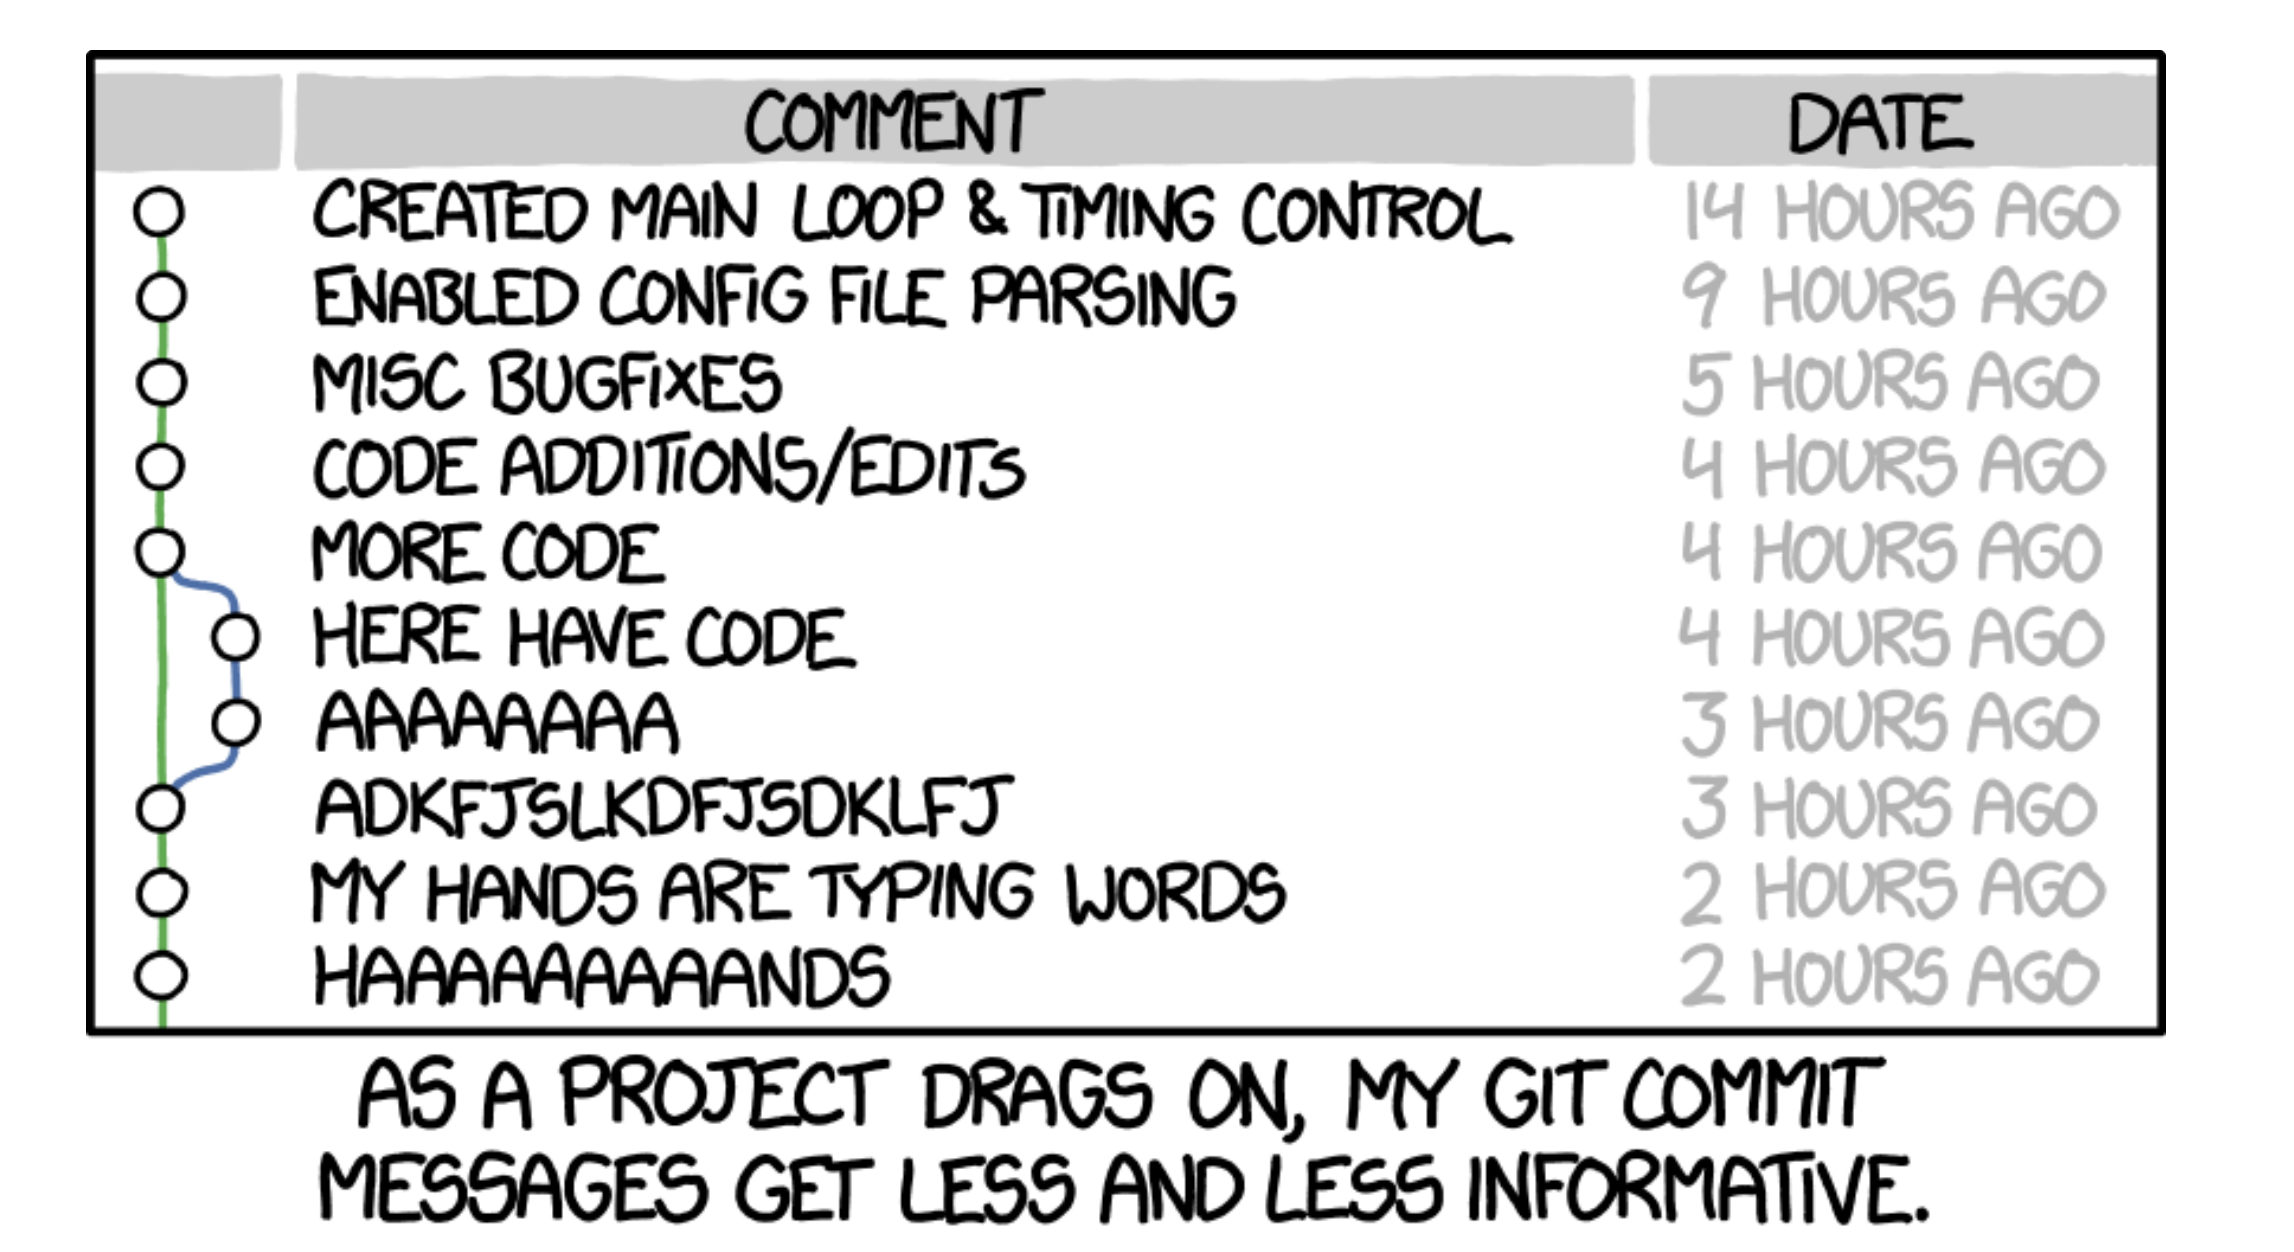 COMMENT DATE
CREATED MAIN LOOP & TIMING CONTROL 14 HOURS AGO
ENABLED CONFIG FILE PARSING 9 HOURS AGO
MISC BUGFIXES 5 HOURS AGO
CODE ADDITIONS/EDITS 4 HOURS AGO
MORE CODE 4 HOURS AGO
HERE HAVE CODE 4 HOURS AGO
AAAAAAAA 3 HOURS AGO
ADKFJSLKDFJSDKLFJ 3 HOURS AGO
MY HANDS ARE TYPING WORDS 2 HOURS AGO
HAAAAAAAAANDS 2 HOURS AGO
AS A PROJECT DRAGS ON, MY GIT COMMIT
MESSAGES GET LESS AND LESS INFORMATIVE.